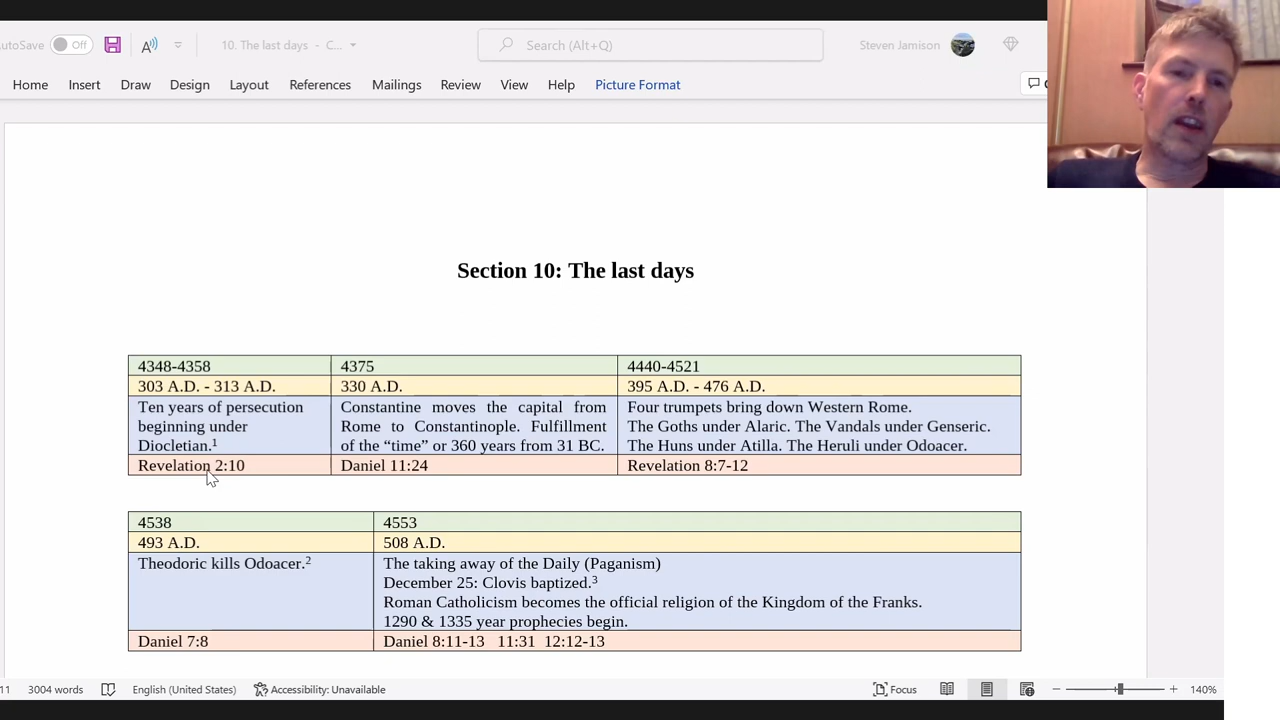 utoSave Off 10. The last days - C... Search (Alt+Q) Steven Jamison
Home Insert Draw Design Layout References Mailings Review View Help Picture Format
Section 10: The last days
4348-4358 4375 4440-4521
303 A.D. - 313 A.D. 330 A.D. 395 A.D. - 476 A.D.
Ten years of persecution Constantine moves the capital from Four trumpets bring down Western Rome.
beginning under Rome to Constantinople. Fulfillment The Goths under Alaric. The Vandals under Genseric.
Diocletian.1 of the “time” or 360 years from 31 BC. The Huns under Atilla. The Heruli under Odoacer.
Revelation 2:10 Daniel 11:24 Revelation 8:7-12
4538 4553
493 A.D. 508 A.D.
Theodoric kills Odoacer.2 The taking away of the Daily (Paganism)
December 25: Clovis baptized.3
Roman Catholicism becomes the official religion of the Kingdom of the Franks.
1290 & 1335 year prophecies begin.
Daniel 7:8 Daniel 8:11-13 11:31 12:12-13
11 3004 words English (United States) Accessibility: Unavailable Focus 140%